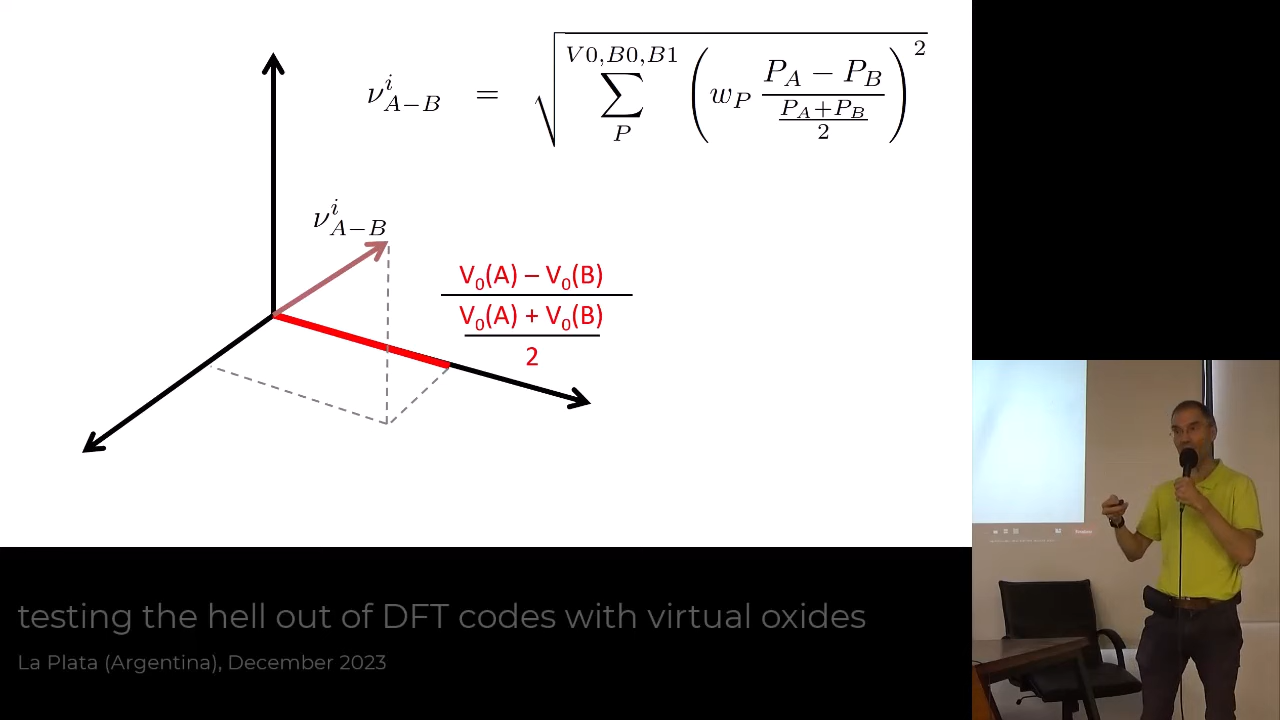 ν^i_{A−B} = √(∑_P^{V0,B0,B1} (w_P (P_A − P_B)/((P_A+P_B)/2))^2)
ν^i_{A−B}
V₀(A) – V₀(B)
V₀(A) + V₀(B)
2
testing the hell out of DFT codes with virtual oxides
La Plata (Argentina), December 2023